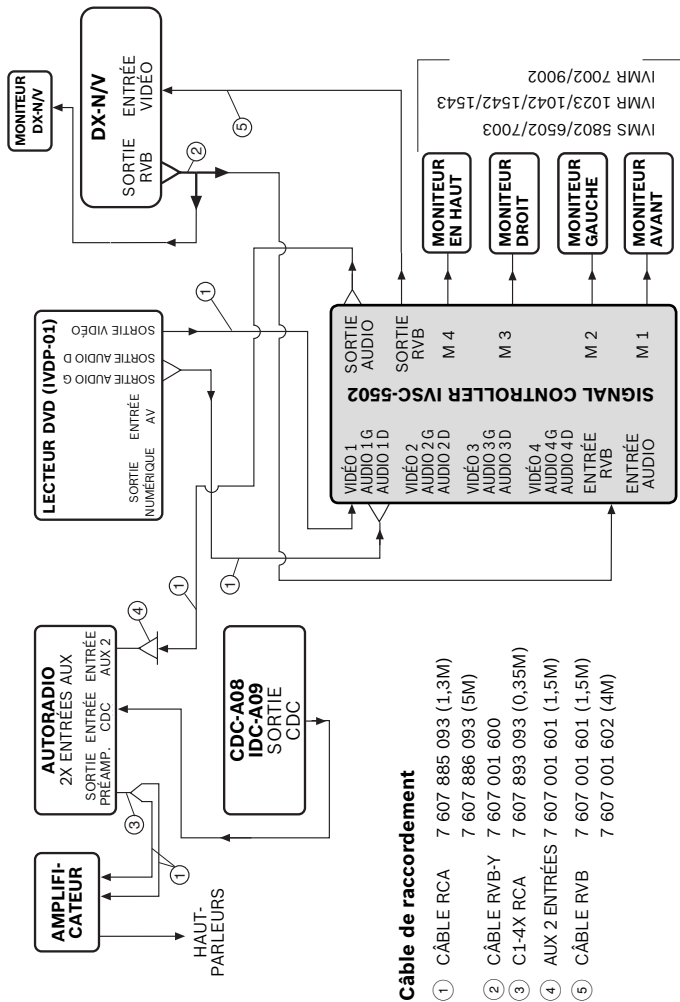 AMPLIFI-
CATEUR
HAUT-
PARLEURS
AUTORADIO
2X ENTRÉES AUX
SORTIE ENTRÉE ENTRÉE
PRÉAMP. CDC AUX 2
3
1
4
1
CDC-A08
IDC-A09
SORTIE
CDC
LECTEUR DVD (IVDP-01)
SORTIE ENTRÉE
NUMÉRIQUE AV
SORTIE AUDIO G
SORTIE AUDIO D
SORTIE VIDÉO
1
1
MONITEUR
DX-N/V
DX-N/V
SORTIE ENTRÉE
RVB VIDÉO
2
5
VIDÉO 1
AUDIO 1 G
AUDIO 1 D
VIDÉO 2
AUDIO 2 G
AUDIO 2 D
VIDÉO 3
AUDIO 3 G
AUDIO 3 D
VIDÉO 4
AUDIO 4 G
AUDIO 4 D
ENTRÉE
RVB
ENTRÉE
AUDIO
SIGNAL CONTROLLER IVSC-5502
SORTIE
AUDIO
SORTIE
RVB
M 4
M 3
M 2
M 1
MONITEUR
EN HAUT
MONITEUR
DROIT
MONITEUR
GAUCHE
MONITEUR
AVANT
IVMS 5802/6502/7003
IVMR 1023/1042/1542/1543
IVMR 7002/9002
Câble de raccordement
1 CÂBLE RCA 7 607 885 093 (1,3M)
7 607 886 093 (5M)
2 CÂBLE RVB-Y 7 607 001 600
3 C1-4X RCA 7 607 893 093 (0,35M)
4 AUX 2 ENTRÉES 7 607 001 601 (1,5M)
5 CÂBLE RVB 7 607 001 601 (1,5M)
7 607 001 602 (4M)